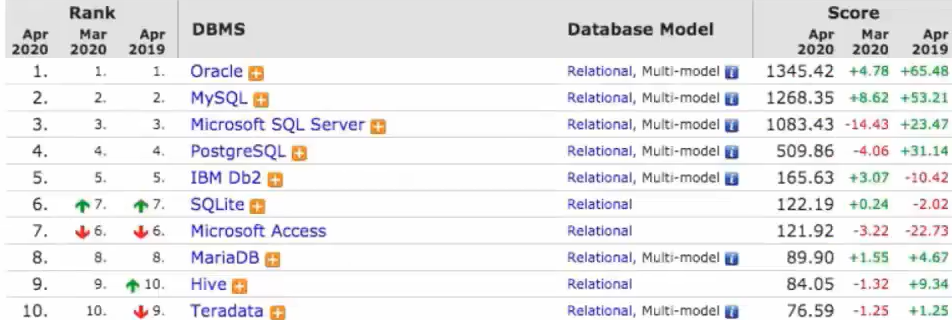 Rank DBMS Database Model Score
Apr 2020 Mar 2020 Apr 2019 Apr 2020 Mar 2020 Apr 2019
1. 1. 1. Oracle Relational, Multi-model i 1345.42 +4.78 +65.48
2. 2. 2. MySQL Relational, Multi-model i 1268.35 +8.62 +53.21
3. 3. 3. Microsoft SQL Server Relational, Multi-model i 1083.43 -14.43 +23.47
4. 4. 4. PostgreSQL Relational, Multi-model i 509.86 -4.06 +31.14
5. 5. 5. IBM Db2 Relational, Multi-model i 165.63 +3.07 -10.42
6. 7. 7. SQLite Relational 122.19 +0.24 -2.02
7. 6. 6. Microsoft Access Relational 121.92 -3.22 -22.73
8. 8. 8. MariaDB Relational, Multi-model i 89.90 +1.55 +4.67
9. 9. 10. Hive Relational 84.05 -1.32 +9.34
10. 10. 9. Teradata Relational, Multi-model i 76.59 -1.25 +1.25